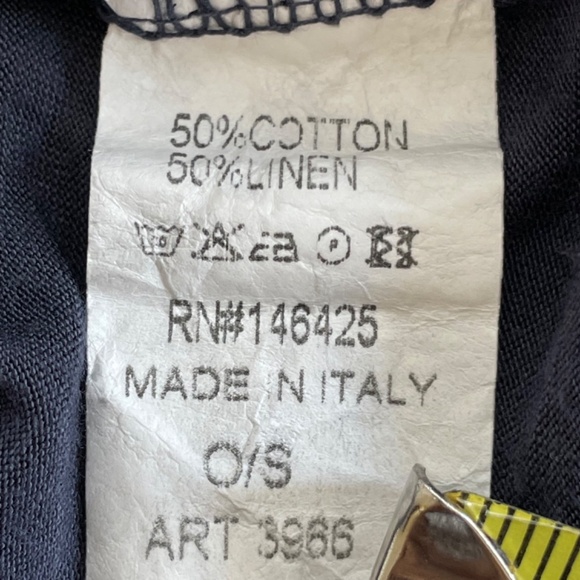 50%COTTON
50%LINEN
RN#146425
MADE IN ITALY
O/S
ART 3966